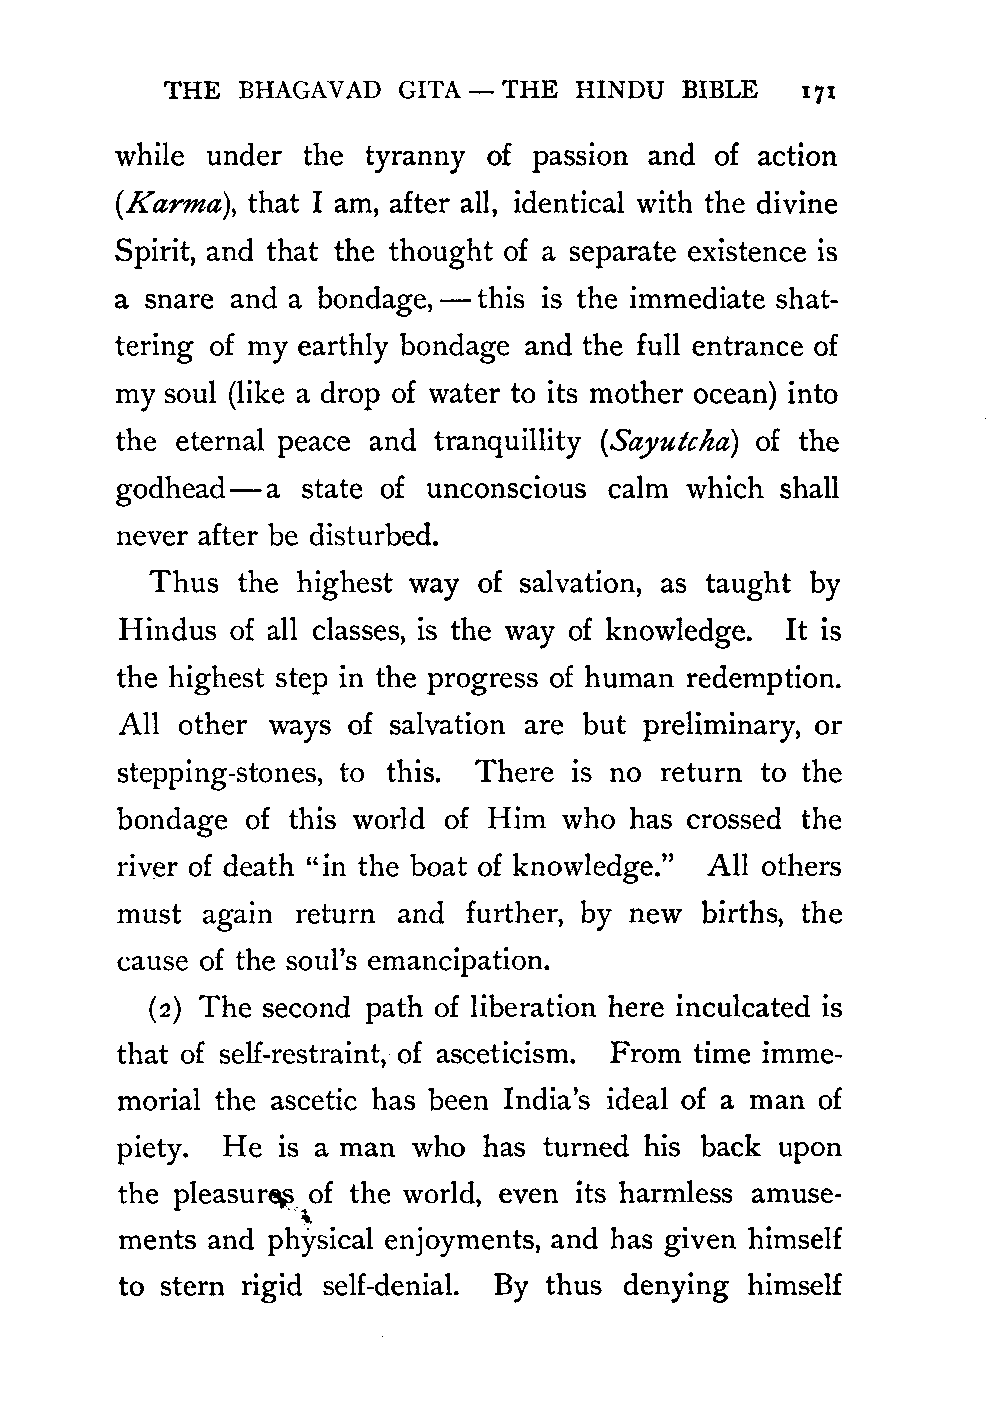 THE BHAGAVAD GITA — THE HINDU BIBLE 171
while under the tyranny of passion and of action
(Karma), that I am, after all, identical with the divine
Spirit, and that the thought of a separate existence is
a snare and a bondage, — this is the immediate shat-
tering of my earthly bondage and the full entrance of
my soul (like a drop of water to its mother ocean) into
the eternal peace and tranquillity (Sayutcha) of the
godhead — a state of unconscious calm which shall
never after be disturbed.
Thus the highest way of salvation, as taught by
Hindus of all classes, is the way of knowledge. It is
the highest step in the progress of human redemption.
All other ways of salvation are but preliminary, or
stepping-stones, to this. There is no return to the
bondage of this world of Him who has crossed the
river of death "in the boat of knowledge." All others
must again return and further, by new births, the
cause of the soul's emancipation.
(2) The second path of liberation here inculcated is
that of self-restraint, of asceticism. From time imme-
morial the ascetic has been India's ideal of a man of
piety. He is a man who has turned his back upon
the pleasures of the world, even its harmless amuse-
ments and physical enjoyments, and has given himself
to stern rigid self-denial. By thus denying himself